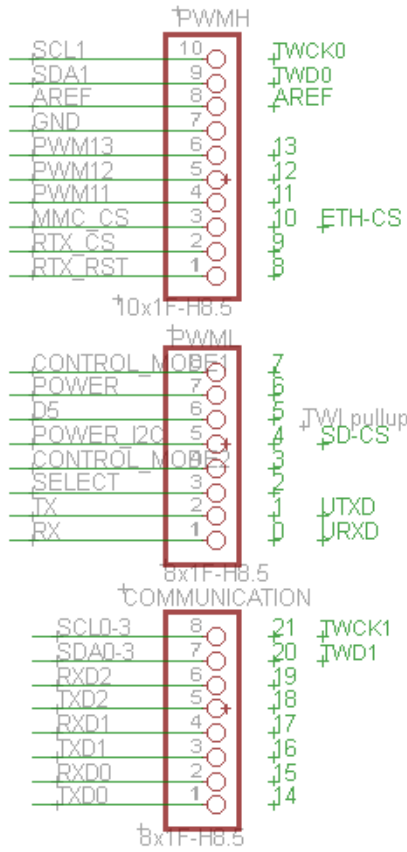 PWMH
SCL1 10 TWCK0
SDA1 9 TWD0
AREF 8 AREF
GND 7
PWM13 6 13
PWM12 5 12
PWM11 4 11
MMC_CS 3 10 ETH-CS
RTX_CS 2 9
RTX_RST 1 8
10x1F-H8.5
PWML
CONTROL_MODE1 8 7
POWER 7 6
D5 6 5 TWI pullup
POWER_I2C 5 4 SD-CS
CONTROL_MODE2 4 3
SELECT 3 2
TX 2 1 UTXD
RX 1 0 URXD
8x1F-H8.5
COMMUNICATION
SCL0-3 8 21 TWCK1
SDA0-3 7 20 TWD1
RXD2 6 19
TXD2 5 18
RXD1 4 17
TXD1 3 16
RXD0 2 15
TXD0 1 14
8x1F-H8.5